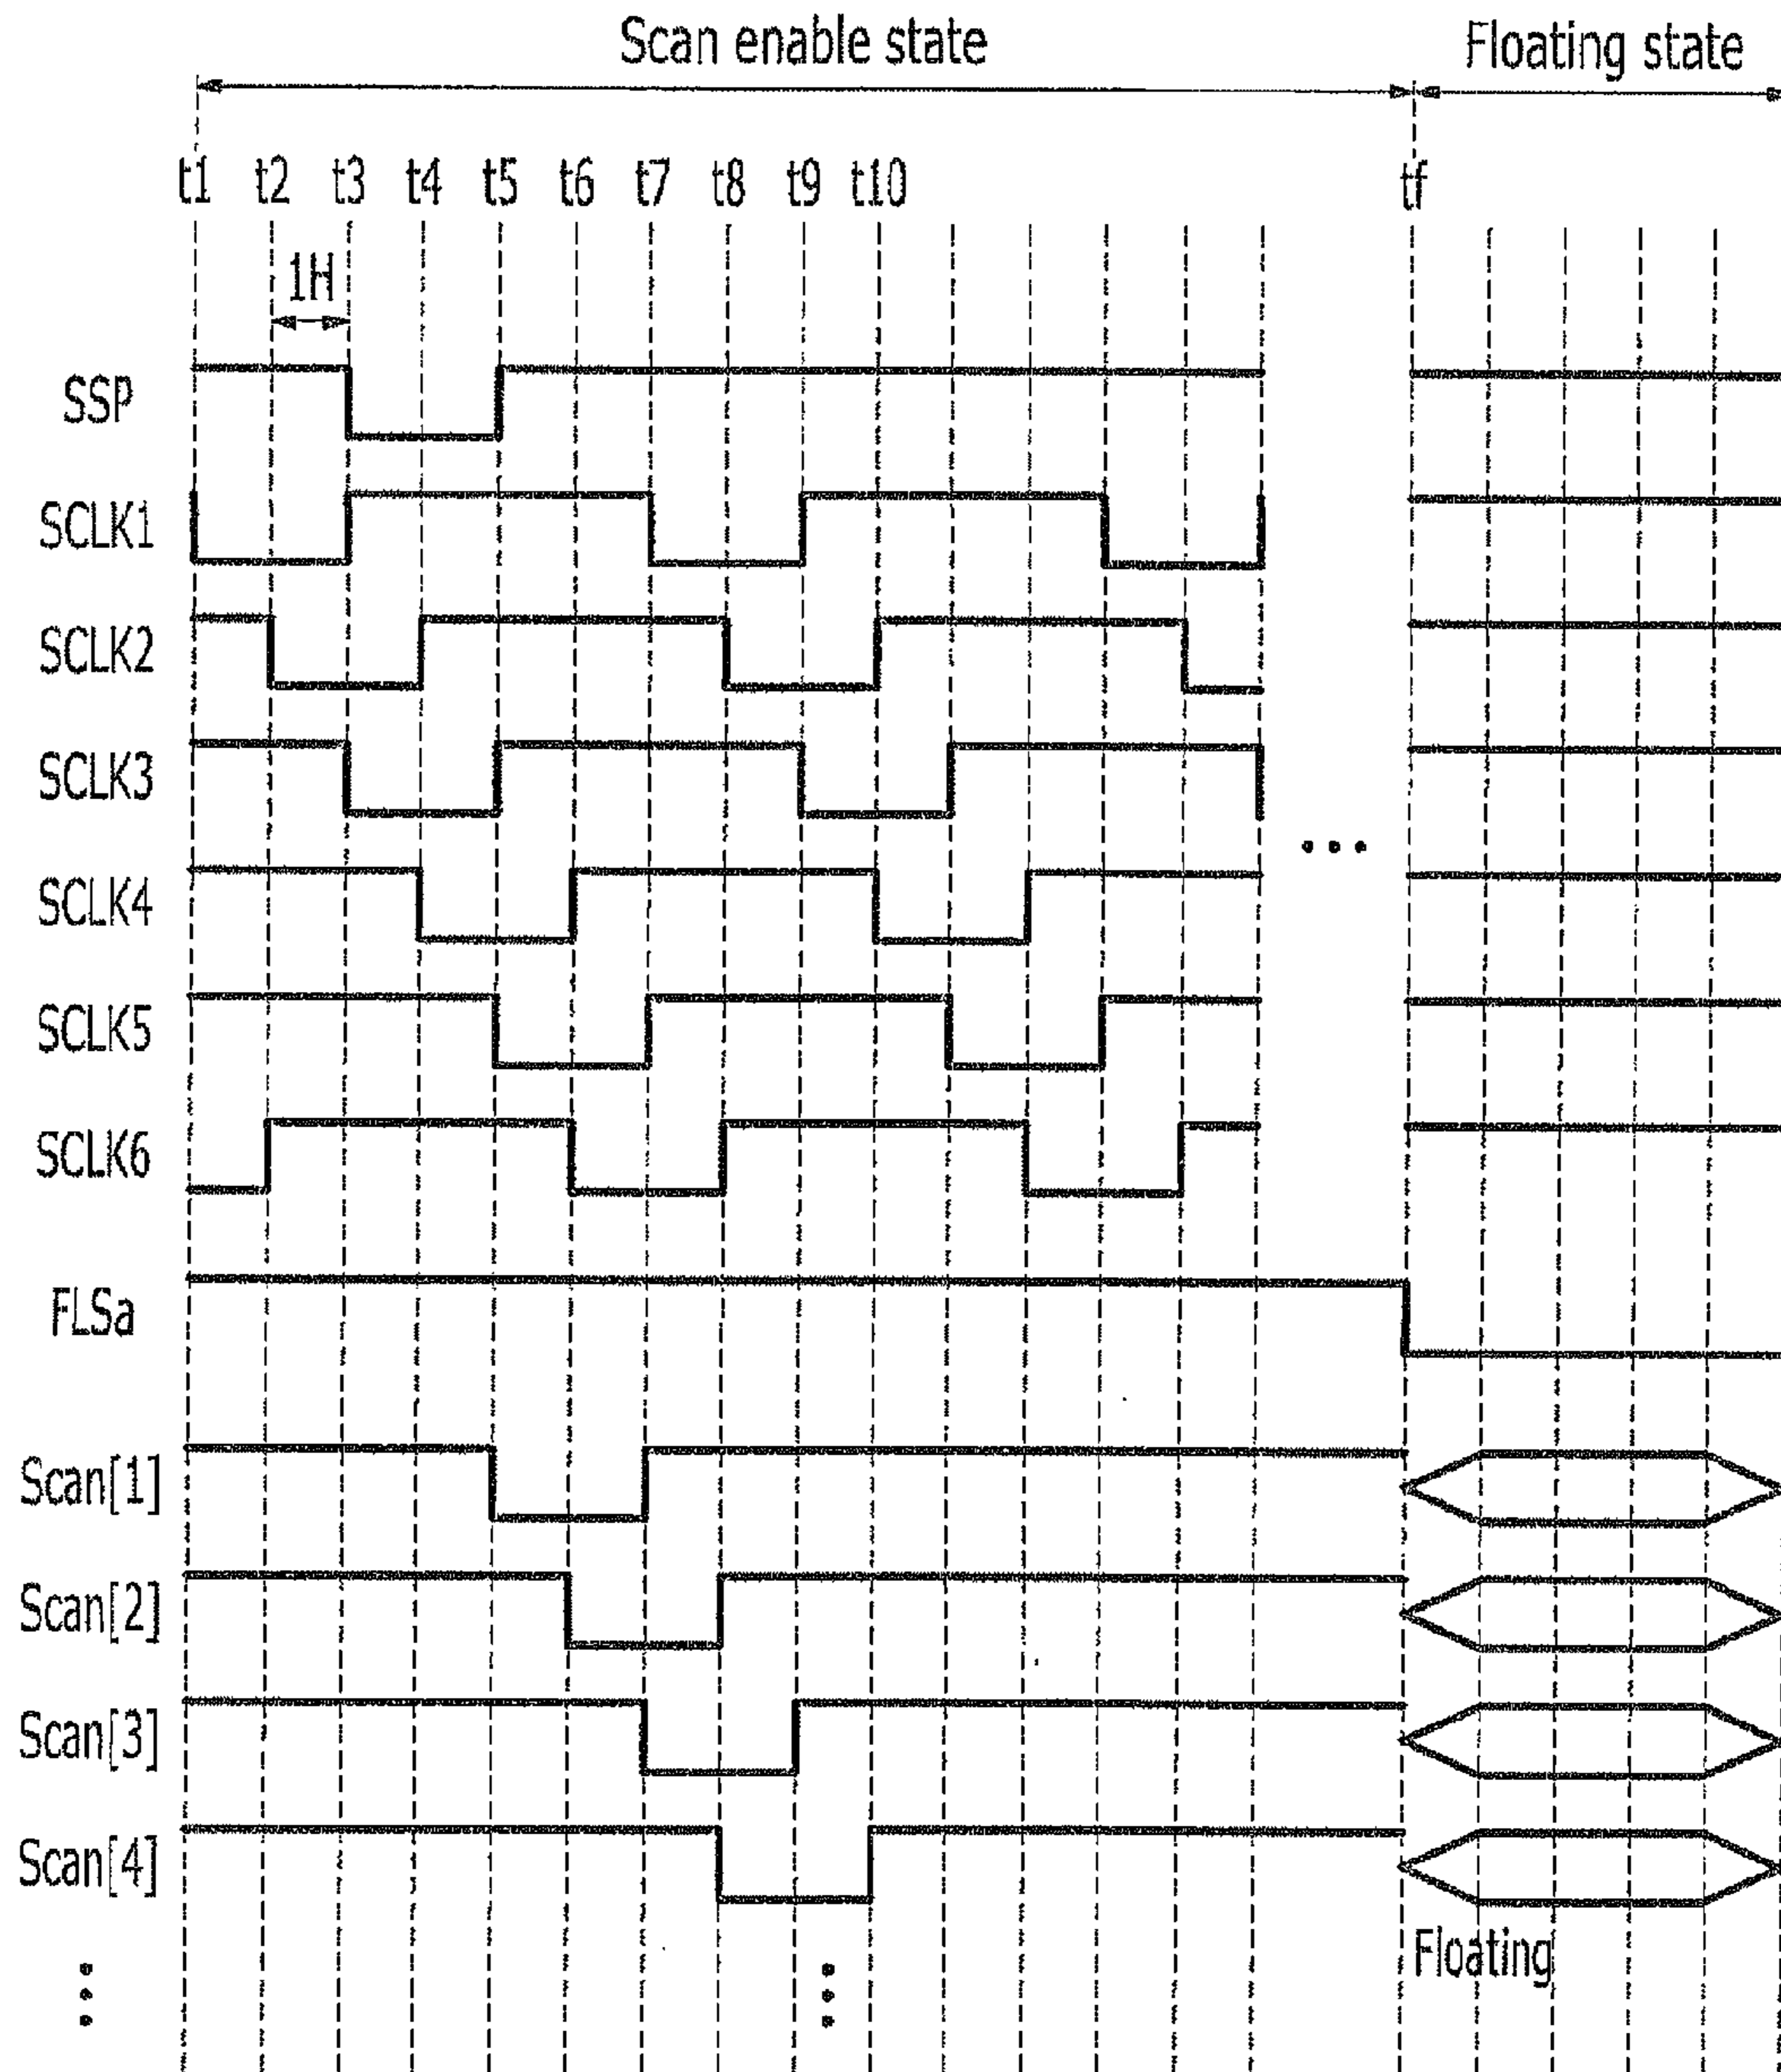 Scan enable state Floating state
t1 t2 t3 t4 t5 t6 t7 t8 t9 t10 tf
1H
SSP
SCLK1
SCLK2
SCLK3
SCLK4
SCLK5
SCLK6
FLSa
Scan[1]
Scan[2]
Scan[3]
Scan[4]
Floating